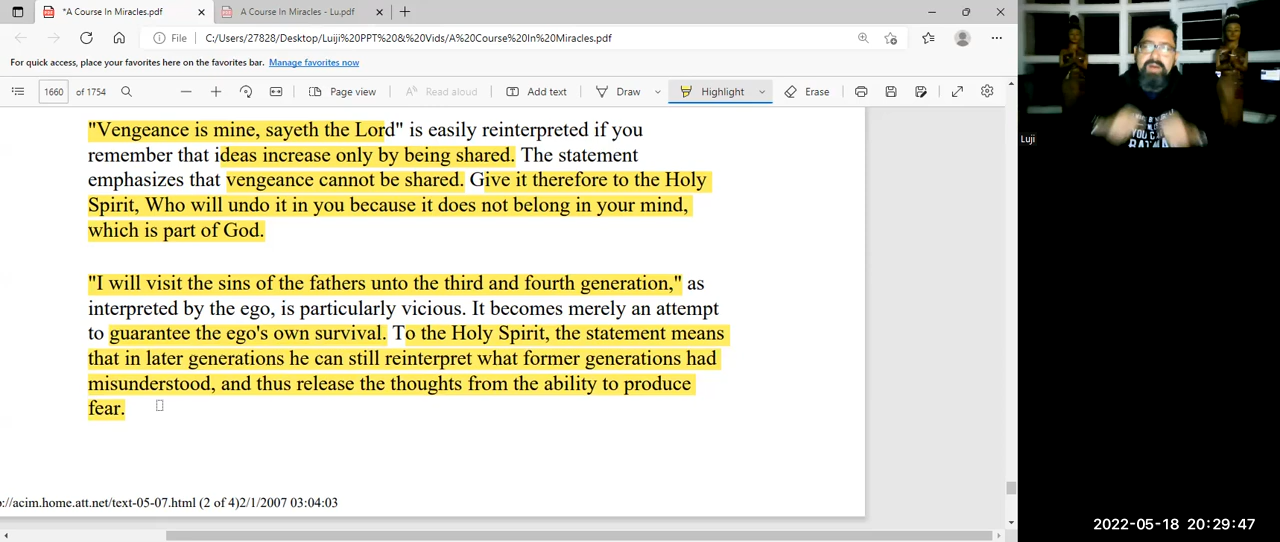 *A Course In Miracles.pdf
A Course In Miracles - Lu.pdf
File
C:/Users/27828/Desktop/Luiji%20PPT%20&%20Vids/A%20Course%20In%20Miracles.pdf
For quick access, place your favorites here on the favorites bar. Manage favorites now
1660 of 1754
Page view
Read aloud
Add text
Draw
Highlight
Erase
"Vengeance is mine, sayeth the Lord" is easily reinterpreted if you
remember that ideas increase only by being shared. The statement
emphasizes that vengeance cannot be shared. Give it therefore to the Holy
Spirit, Who will undo it in you because it does not belong in your mind,
which is part of God.
"I will visit the sins of the fathers unto the third and fourth generation," as
interpreted by the ego, is particularly vicious. It becomes merely an attempt
to guarantee the ego's own survival. To the Holy Spirit, the statement means
that in later generations he can still reinterpret what former generations had
misunderstood, and thus release the thoughts from the ability to produce
fear.
://acim.home.att.net/text-05-07.html (2 of 4)2/1/2007 03:04:03
Luji
2022-05-18 20:29:47